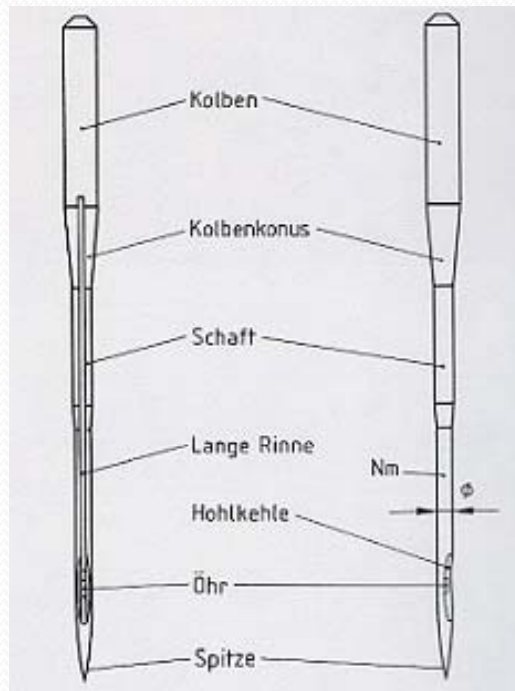 Kolben
Kolbenkonus
Schaft
Lange Rinne
Nm
ø
Hohlkehle
Öhr
Spitze